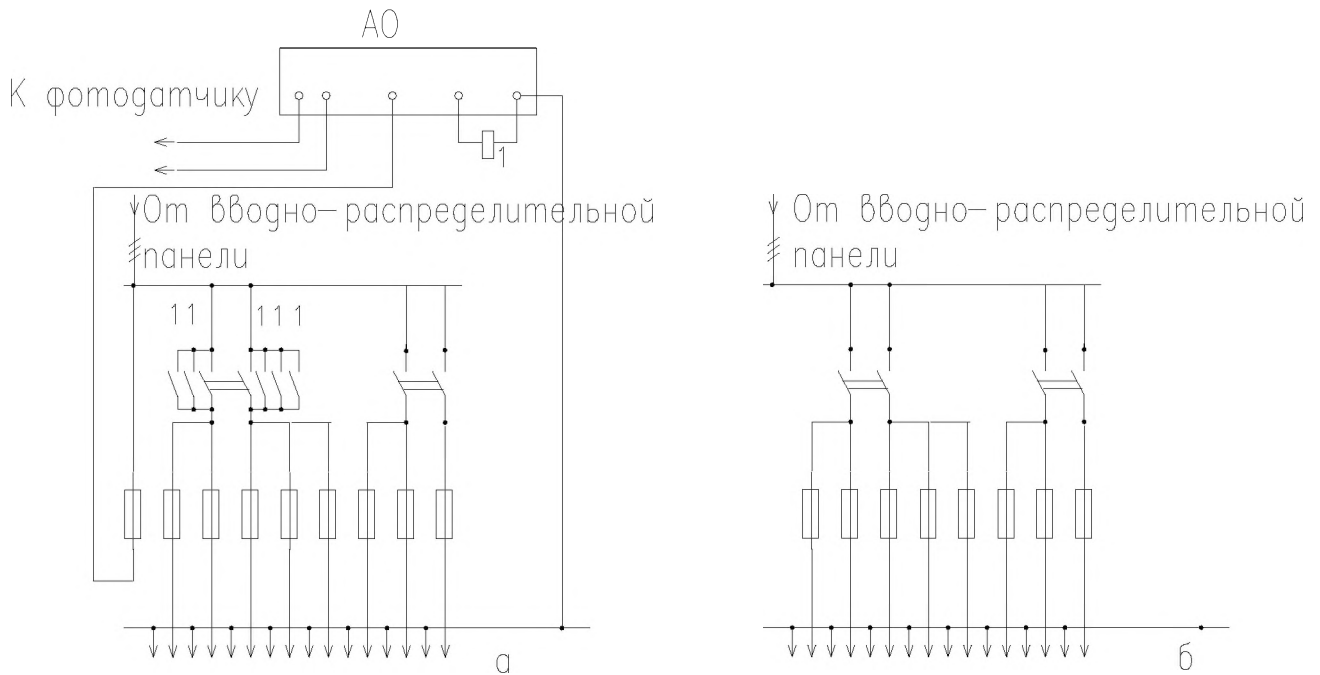 АО
К фотодатчику
1
От вводно-распределительной
панели
11 111
а
От вводно-распределительной
панели
б